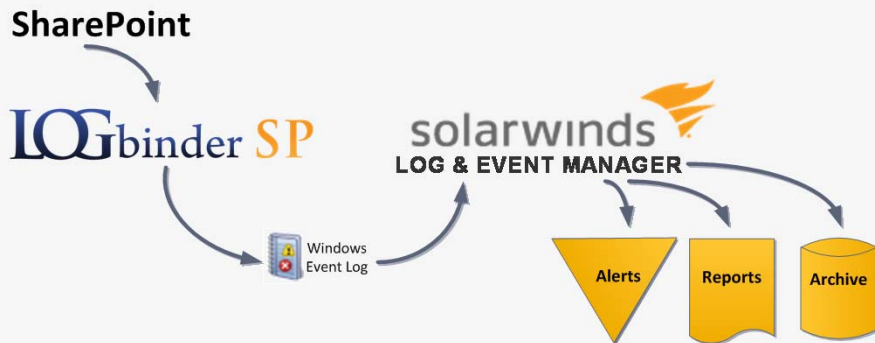 SharePoint
LOGbinder SP
solarwinds
LOG & EVENT MANAGER
Windows
Event Log
Alerts
Reports
Archive